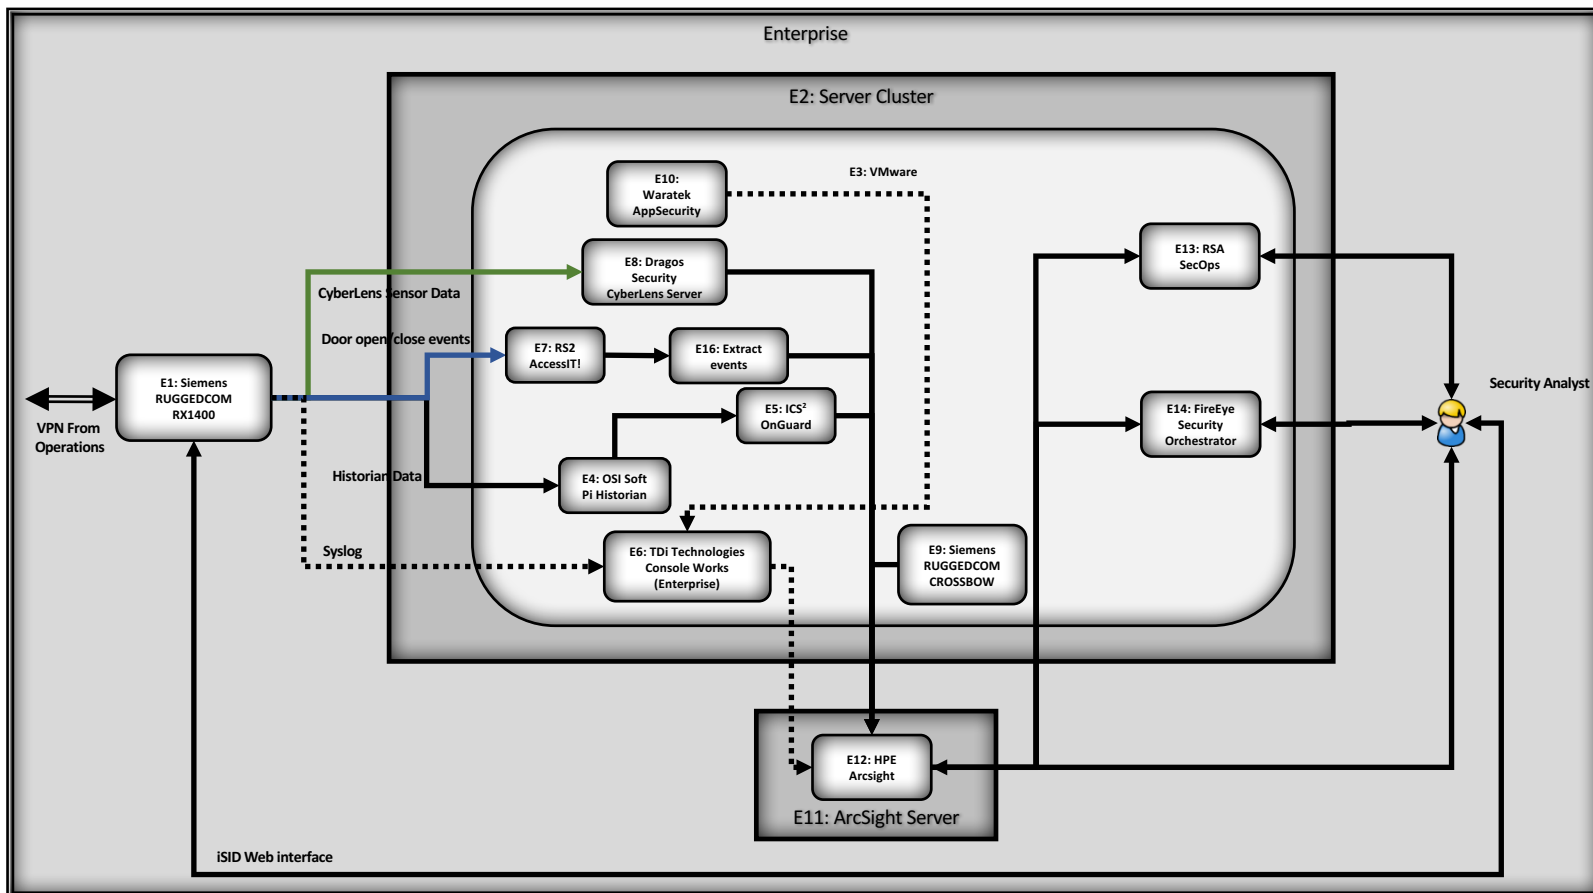 Enterprise
E2: Server Cluster
E3: VMware
E10:
Waratek
AppSecurity
E8: Dragos
Security
CyberLens Server
E13: RSA
SecOps
CyberLens Sensor Data
Door open/close events
E7: RS2
AccessIT!
E16: Extract
events
E1: Siemens
RUGGEDCOM
RX1400
VPN From
Operations
E5: ICS²
OnGuard
E14: FireEye
Security
Orchestrator
Security Analyst
Historian Data
E4: OSI Soft
Pi Historian
Syslog
E6: TDi Technologies
Console Works
(Enterprise)
E9: Siemens
RUGGEDCOM
CROSSBOW
E12: HPE
Arcsight
E11: ArcSight Server
iSID Web interface